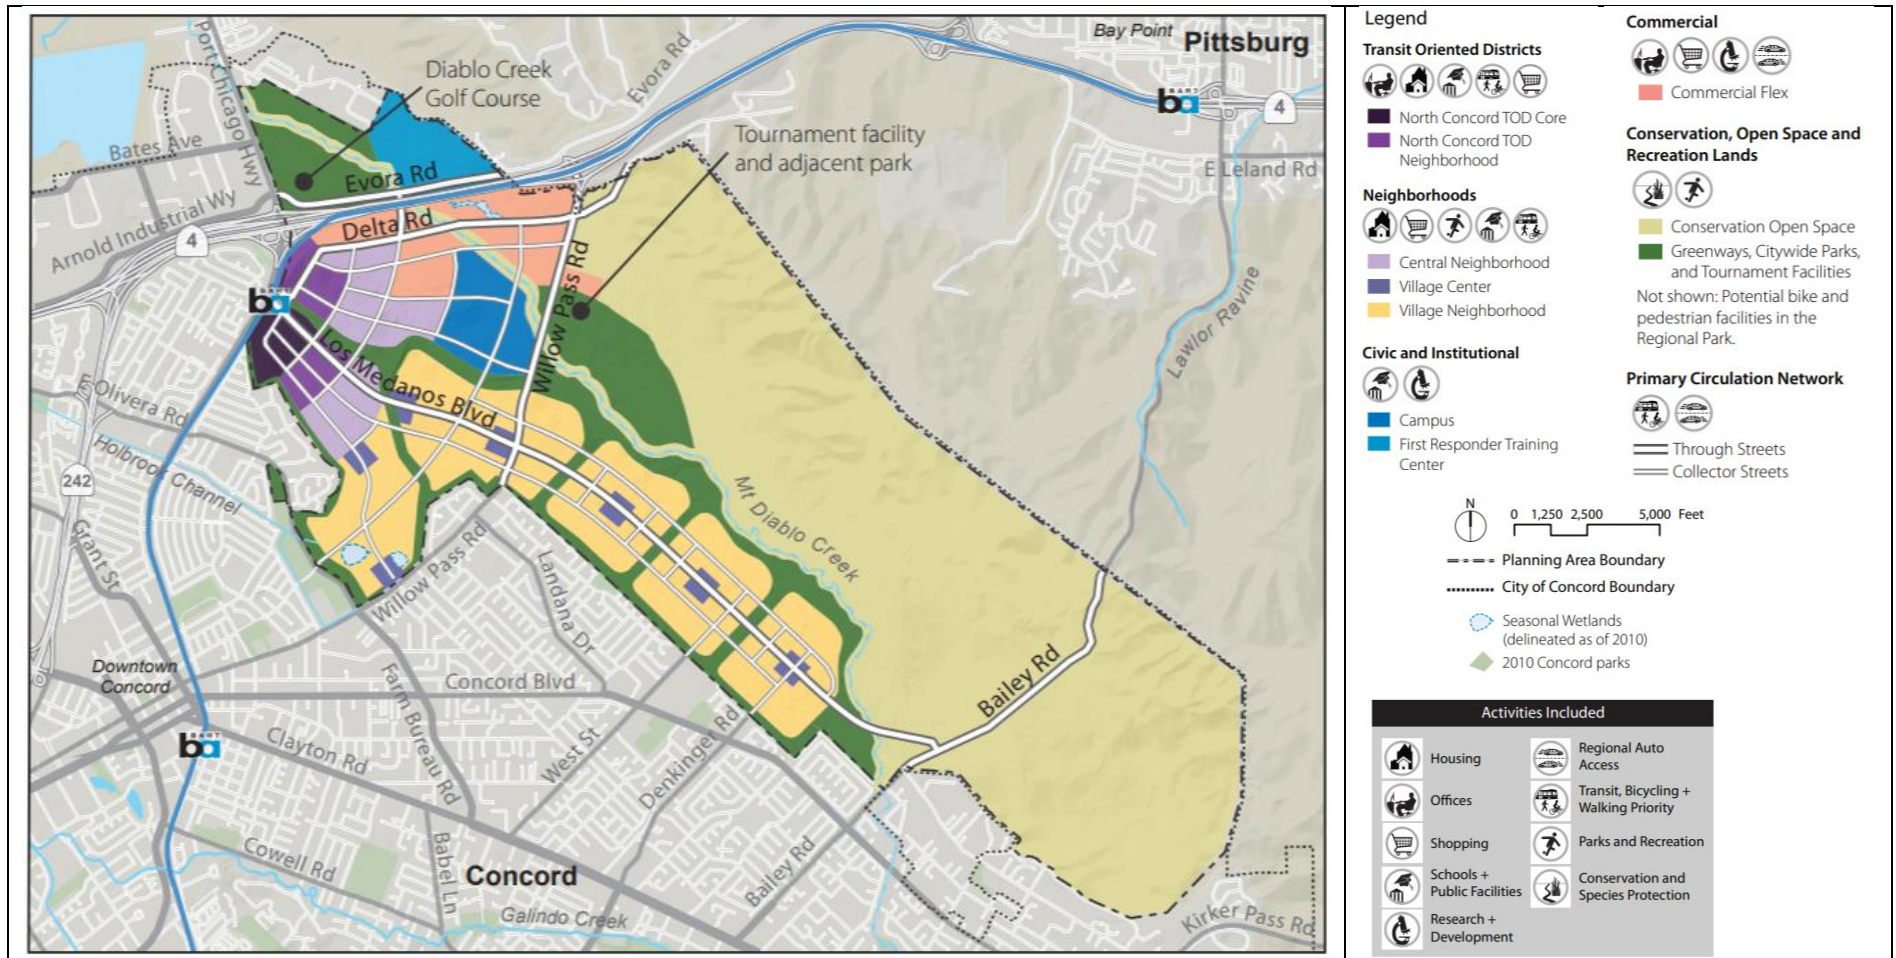 Bay Point
Pittsburg
Port Chicago Hwy
Evora Rd
Diablo Creek
Golf Course
BART
ba
4
Tournament facility
and adjacent park
Bates Ave
E Leland Rd
Evora Rd
Arnold Industrial Wy
4
Delta Rd
Willow Pass Rd
BART
ba
Lawlor Ravine
Los Medanos Blvd
E Olivera Rd
Holbrook Channel
242
Mt Diablo Creek
Grant St
Willow Pass Rd
Landana Dr
Downtown
Concord
Farm Bureau Rd
Concord Blvd
Bailey Rd
BART
ba
Clayton Rd
West St
Denkinger Rd
Cowell Rd
Babel Ln
Concord
Bailey Rd
Galindo Creek
Kirker Pass Rd
Legend
Transit Oriented Districts
North Concord TOD Core
North Concord TOD
Neighborhood
Neighborhoods
Central Neighborhood
Village Center
Village Neighborhood
Civic and Institutional
Campus
First Responder Training
Center
Commercial
Commercial Flex
Conservation, Open Space and
Recreation Lands
Conservation Open Space
Greenways, Citywide Parks,
and Tournament Facilities
Not shown: Potential bike and
pedestrian facilities in the
Regional Park.
Primary Circulation Network
Through Streets
Collector Streets
N
0 1,250 2,500 5,000 Feet
Planning Area Boundary
City of Concord Boundary
Seasonal Wetlands
(delineated as of 2010)
2010 Concord parks
Activities Included
Housing
Offices
Shopping
Schools +
Public Facilities
Research +
Development
Regional Auto
Access
Transit, Bicycling +
Walking Priority
Parks and Recreation
Conservation and
Species Protection